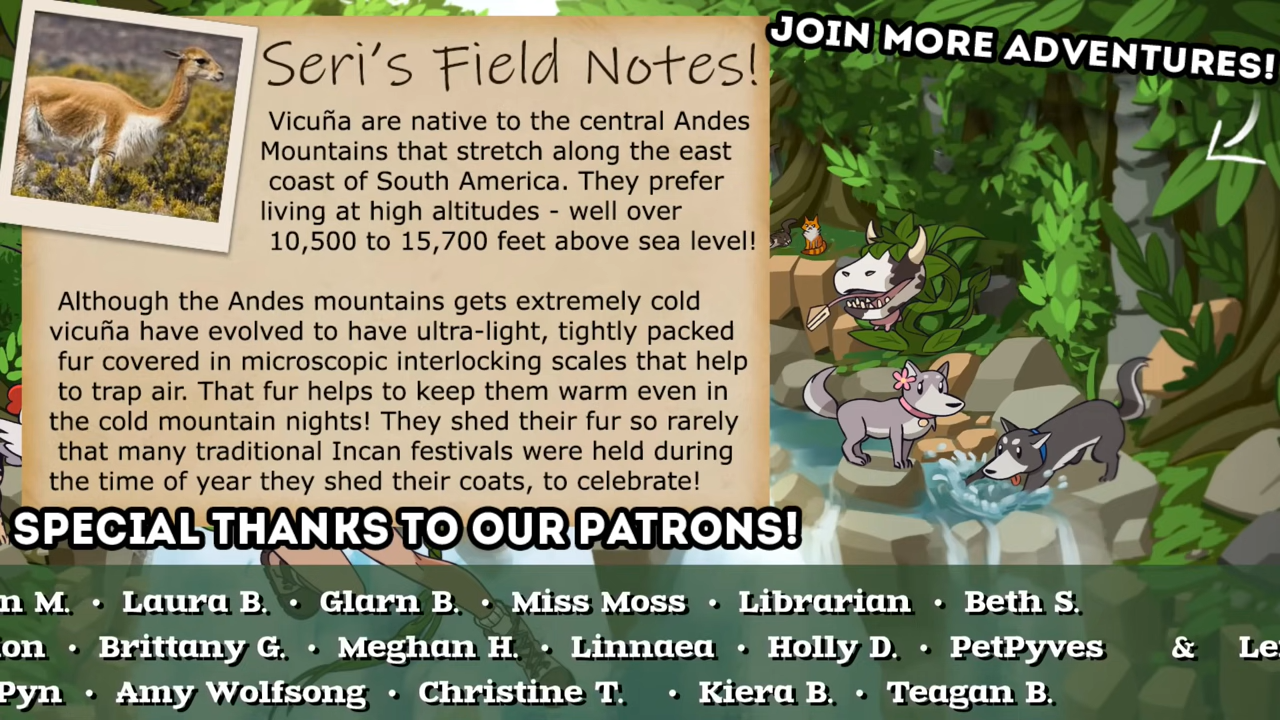 Seri's Field Notes!
JOIN MORE ADVENTURES!
Vicuña are native to the central Andes
Mountains that stretch along the east
coast of South America. They prefer
living at high altitudes - well over
10,500 to 15,700 feet above sea level!
Although the Andes mountains gets extremely cold
vicuña have evolved to have ultra-light, tightly packed
fur covered in microscopic interlocking scales that help
to trap air. That fur helps to keep them warm even in
the cold mountain nights! They shed their fur so rarely
that many traditional Incan festivals were held during
the time of year they shed their coats, to celebrate!
SPECIAL THANKS TO OUR PATRONS!
n M. • Laura B. • Glarn B. • Miss Moss • Librarian • Beth S.
ion • Brittany G. • Meghan H. • Linnaea • Holly D. • PetPyves & Le
Pyn • Amy Wolfsong • Christine T. • Kiera B. • Teagan B.